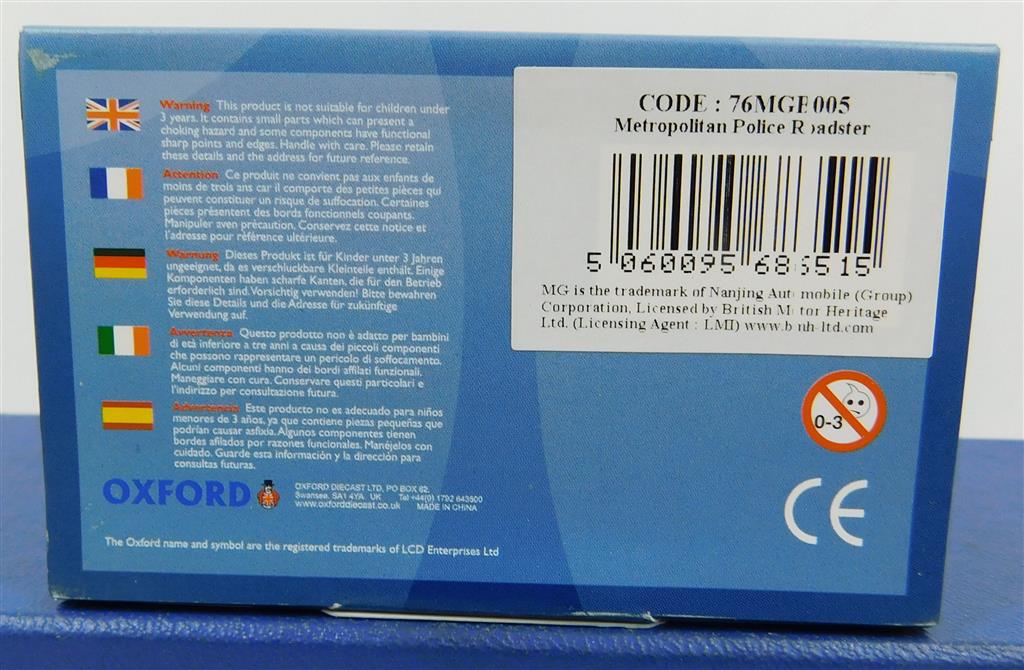 Warning This product is not suitable for children under
3 years. It contains small parts which can present a
choking hazard and some components have functional
sharp points and edges. Handle with care. Please retain
these details and the address for future reference.
Attention Ce produit ne convient pas aux enfants de
moins de trois ans car il comporte des petites pièces qui
peuvent constituer un risque de suffocation. Certaines
pièces présentent des bords fonctionnels coupants.
Manipuler aven précaution. Conservez cette notice et
l'adresse pour référence ultérieure.
Warnung Dieses Produkt ist für Kinder unter 3 Jahren
ungeeignet, da es verschluckbare Kleinteile enthält. Einige
Komponenten haben scharfe Kanten, die für den Betrieb
erforderlich sind. Vorsichtig verwenden! Bitte bewahren
Sie diese Details und die Adresse für zukünftige
Verwendung auf.
Avvertenza Questo prodotto non è adatto per bambini
di età inferiore a tre anni a causa dei piccoli componenti
che possono rappresentare un pericolo di soffocamento.
Alcuni componenti hanno dei bordi affilati funzionali.
Maneggiare con cura. Conservare questi particolari e
l'indirizzo per consultazione futura.
Advertencia Este producto no es adecuado para niños
menores de 3 años, ya que contiene piezas pequeñas que
podrían causar asfixia. Algunos componentes tienen
bordes afilados por razones funcionales. Manéjelos con
cuidado. Guarde esta información y la dirección para
consultas futuras.
OXFORD
OXFORD DIECAST LTD, PO BOX 62,
Swansea, SA1 4YA UK Tel +44(0) 1792 643500
www.oxforddiecast.co.uk MADE IN CHINA
The Oxford name and symbol are the registered trademarks of LCD Enterprises Ltd
CODE : 76MGB005
Metropolitan Police Roadster
5 060095 686515
MG is the trademark of Nanjing Automobile (Group)
Corporation, Licensed by British Motor Heritage
Ltd. (Licensing Agent : LMI) www.bmh-ltd.com
0-3
CE